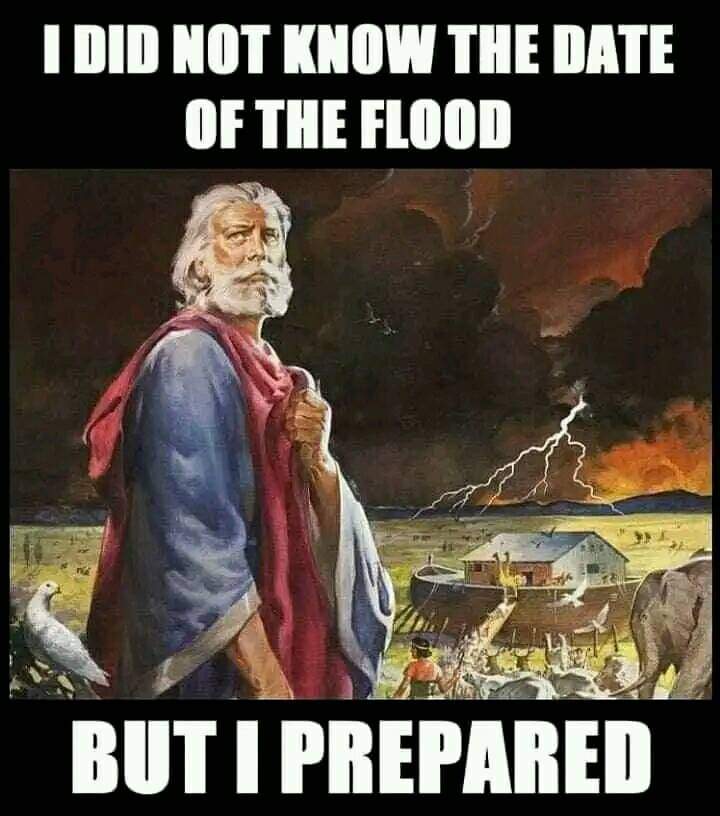 I DID NOT KNOW THE DATE
OF THE FLOOD
BUT I PREPARED